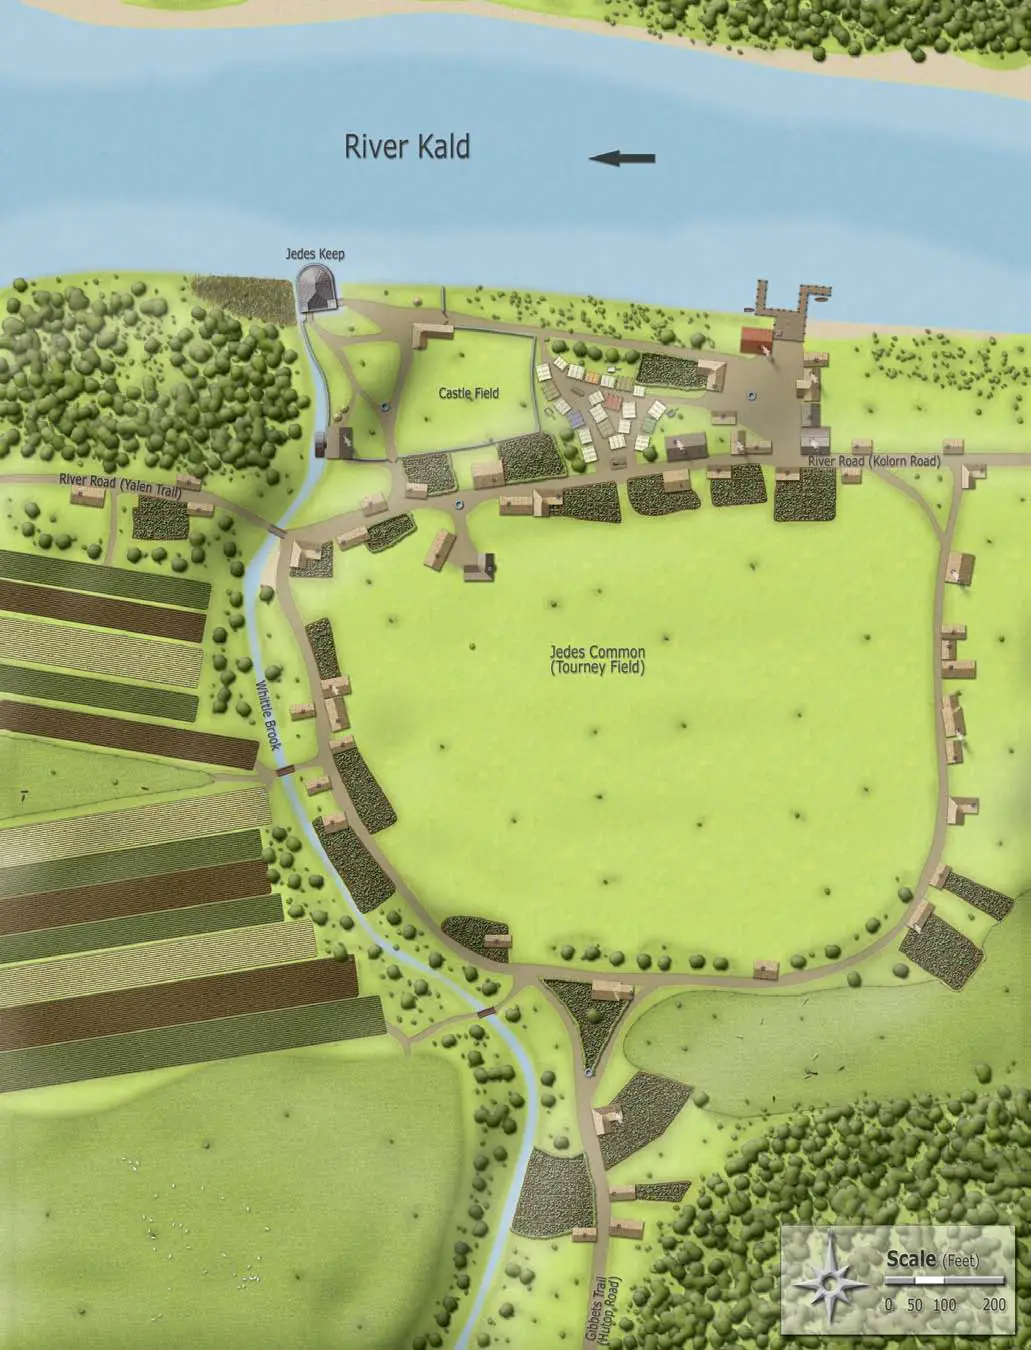 River Kald
Jedes Keep
Castle Field
River Road (Kolorn Road)
River Road (Yalen Trail)
Jedes Common
(Tourney Field)
Whittle Brook
Gibbets Trail
(Hutop Road)
Scale (Feet)
0 50 100 200